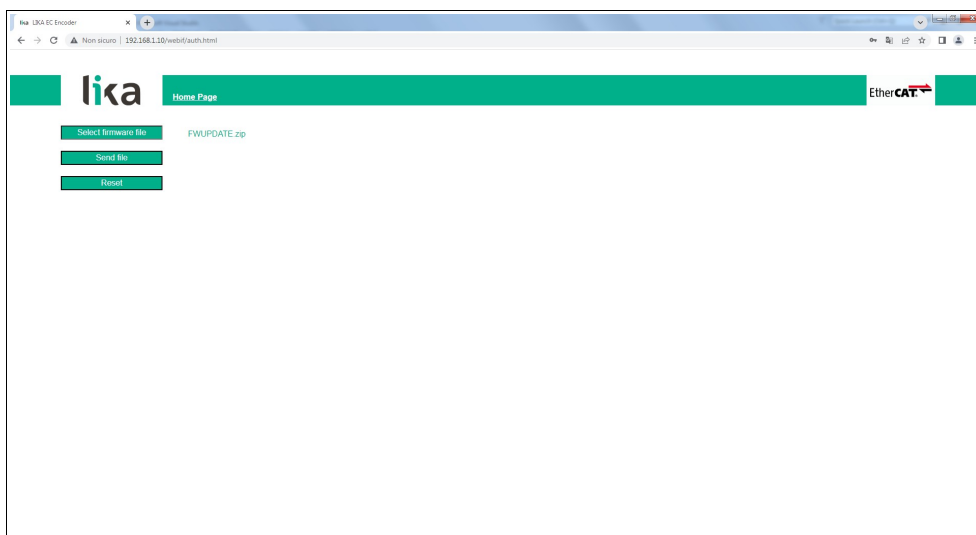 lika LIKA EC Encoder
Non sicuro | 192.168.1.10/webif/auth.html
lika
Home Page
EtherCAT.
Select firmware file
FWUPDATE.zip
Send file
Reset